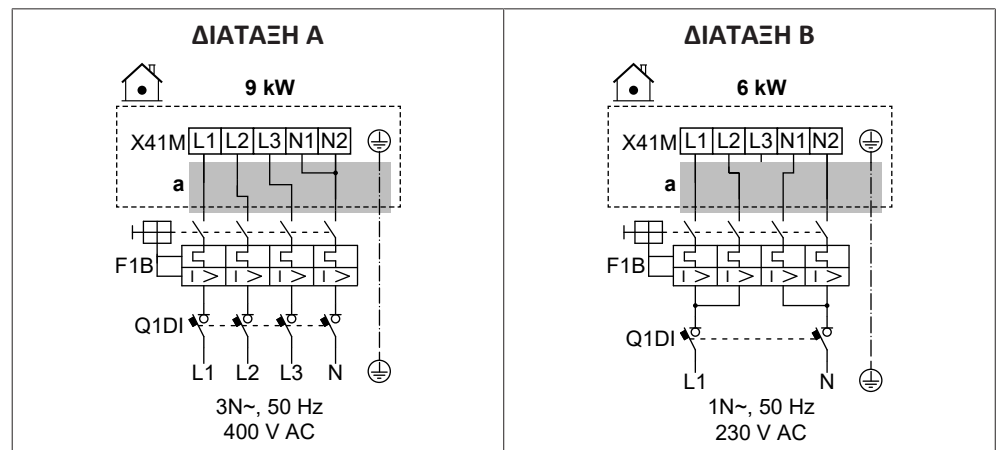 ΔΙΑΤΑΞΗ Α
9 kW
X41M L1 L2 L3 N1 N2
a
F1B
I > I > I > I >
Q1DI
L1 L2 L3 N
3N~, 50 Hz
400 V AC
ΔΙΑΤΑΞΗ Β
6 kW
X41M L1 L2 L3 N1 N2
a
F1B
I > I > I > I >
Q1DI
L1 N
1N~, 50 Hz
230 V AC